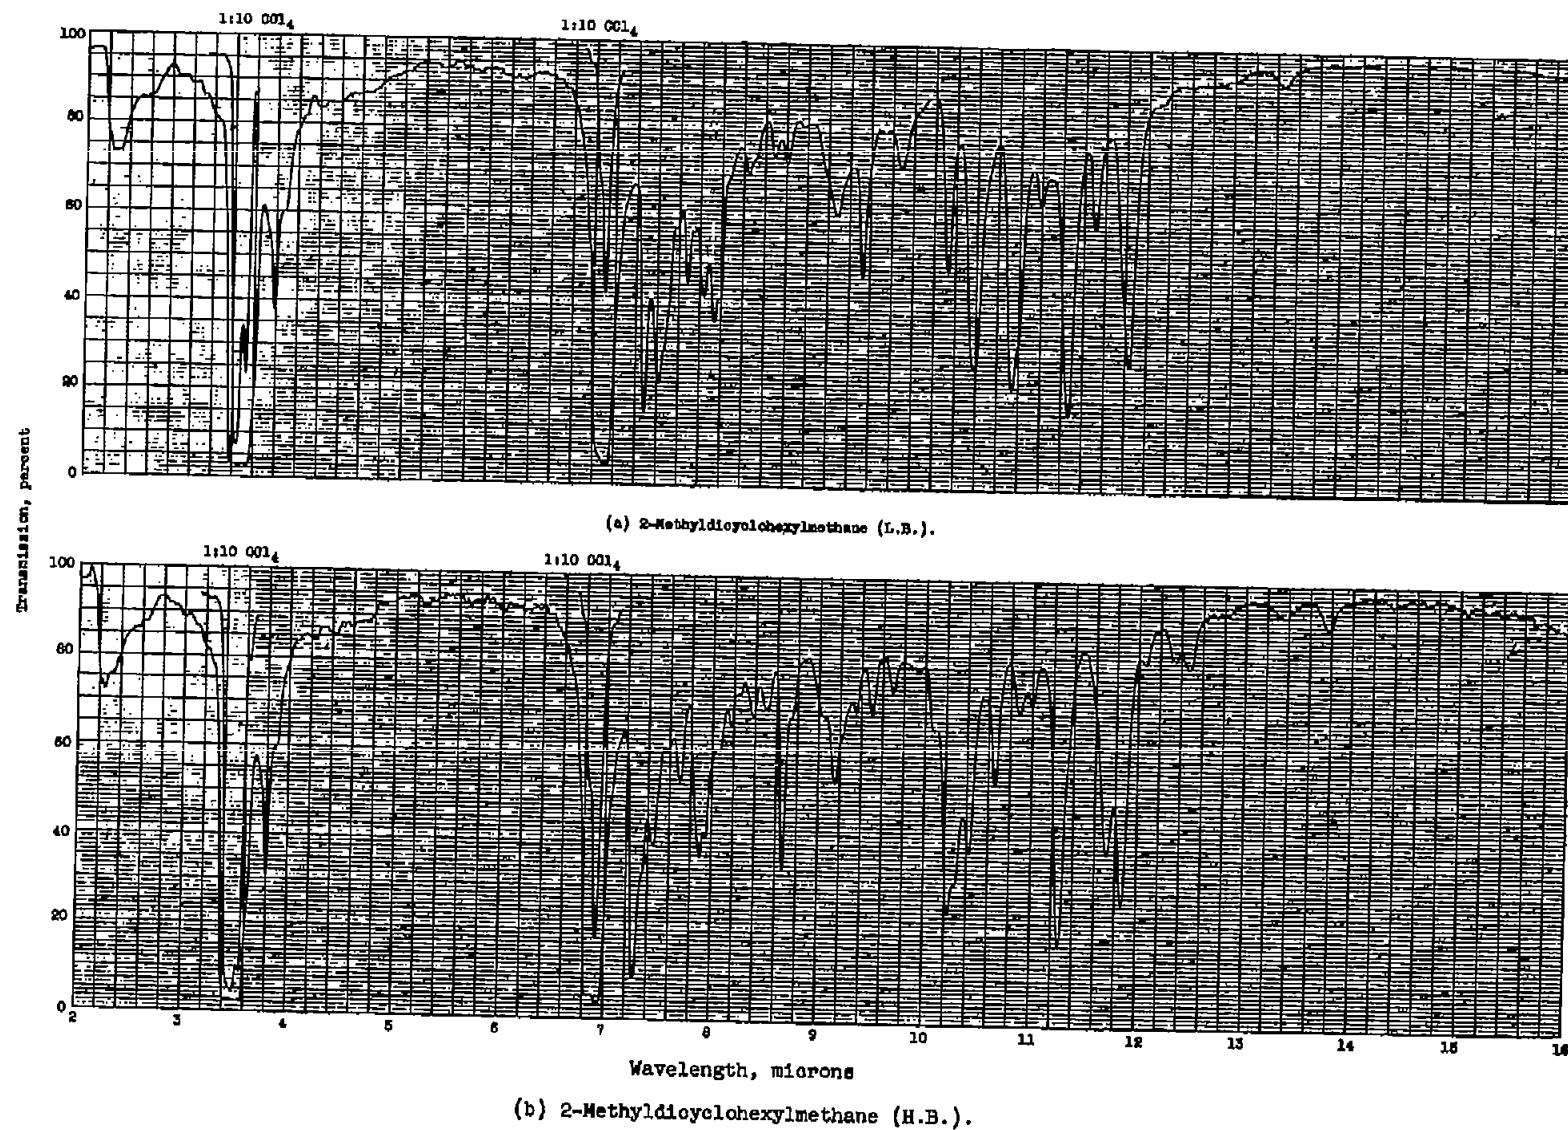 1:10 CCl4 1:10 CCl4
100
80
60
40
20
0
Transmission, percent
(a) 2-Methyldicyclohexylmethane (L.B.).
1:10 CCl4 1:10 CCl4
100
80
60
40
20
0
2 3 4 5 6 7 8 9 10 11 12 13 14 15 16
Wavelength, microns
(b) 2-Methyldicyclohexylmethane (H.B.).